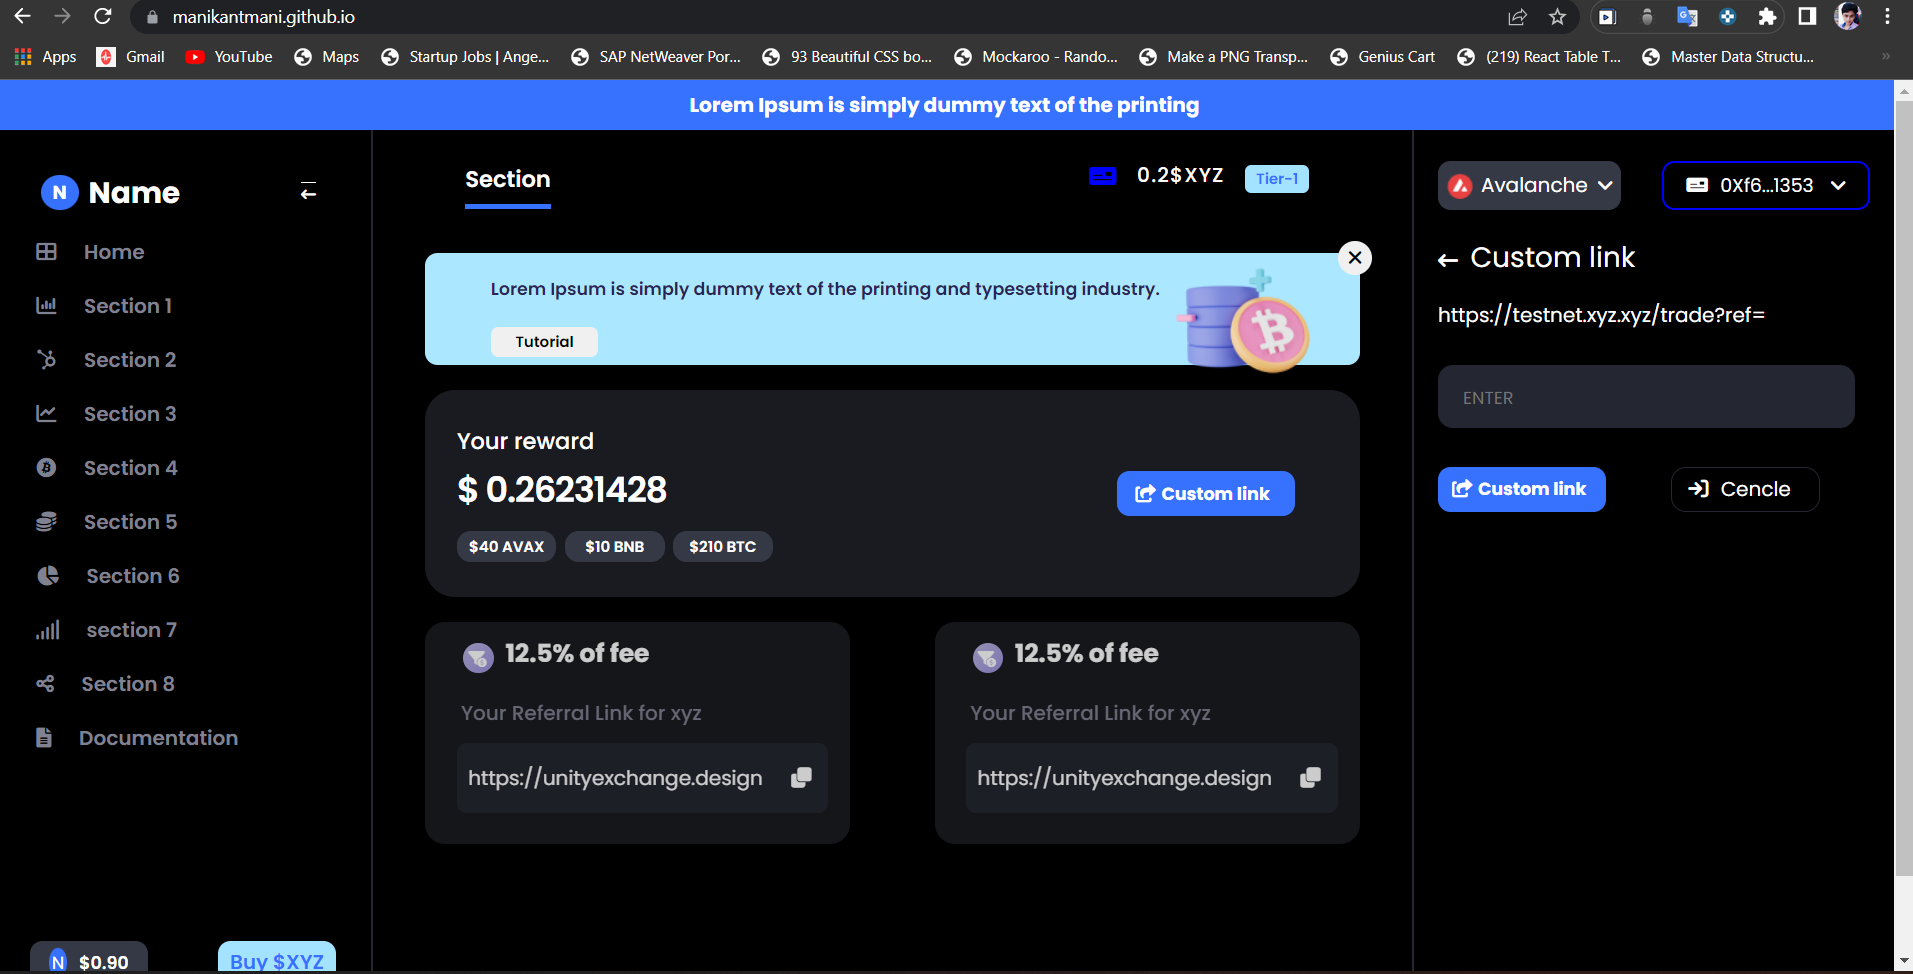 manikantmani.github.io
Apps Gmail YouTube Maps Startup Jobs | Ange... SAP NetWeaver Por... 93 Beautiful CSS bo... Mockaroo - Rando... Make a PNG Transp... Genius Cart (219) React Table T... Master Data Structu...
Lorem Ipsum is simply dummy text of the printing
N Name
Home
Section 1
Section 2
Section 3
Section 4
Section 5
Section 6
section 7
Section 8
Documentation
N $0.90
Buy $XYZ
Section
0.2$XYZ
Tier-1
Lorem Ipsum is simply dummy text of the printing and typesetting industry.
Tutorial
Your reward
$ 0.26231428
Custom link
$40 AVAX $10 BNB $210 BTC
12.5% of fee
Your Referral Link for xyz
https://unityexchange.design
12.5% of fee
Your Referral Link for xyz
https://unityexchange.design
Avalanche
0Xf6...1353
Custom link
https://testnet.xyz.xyz/trade?ref=
ENTER
Custom link
Cencle